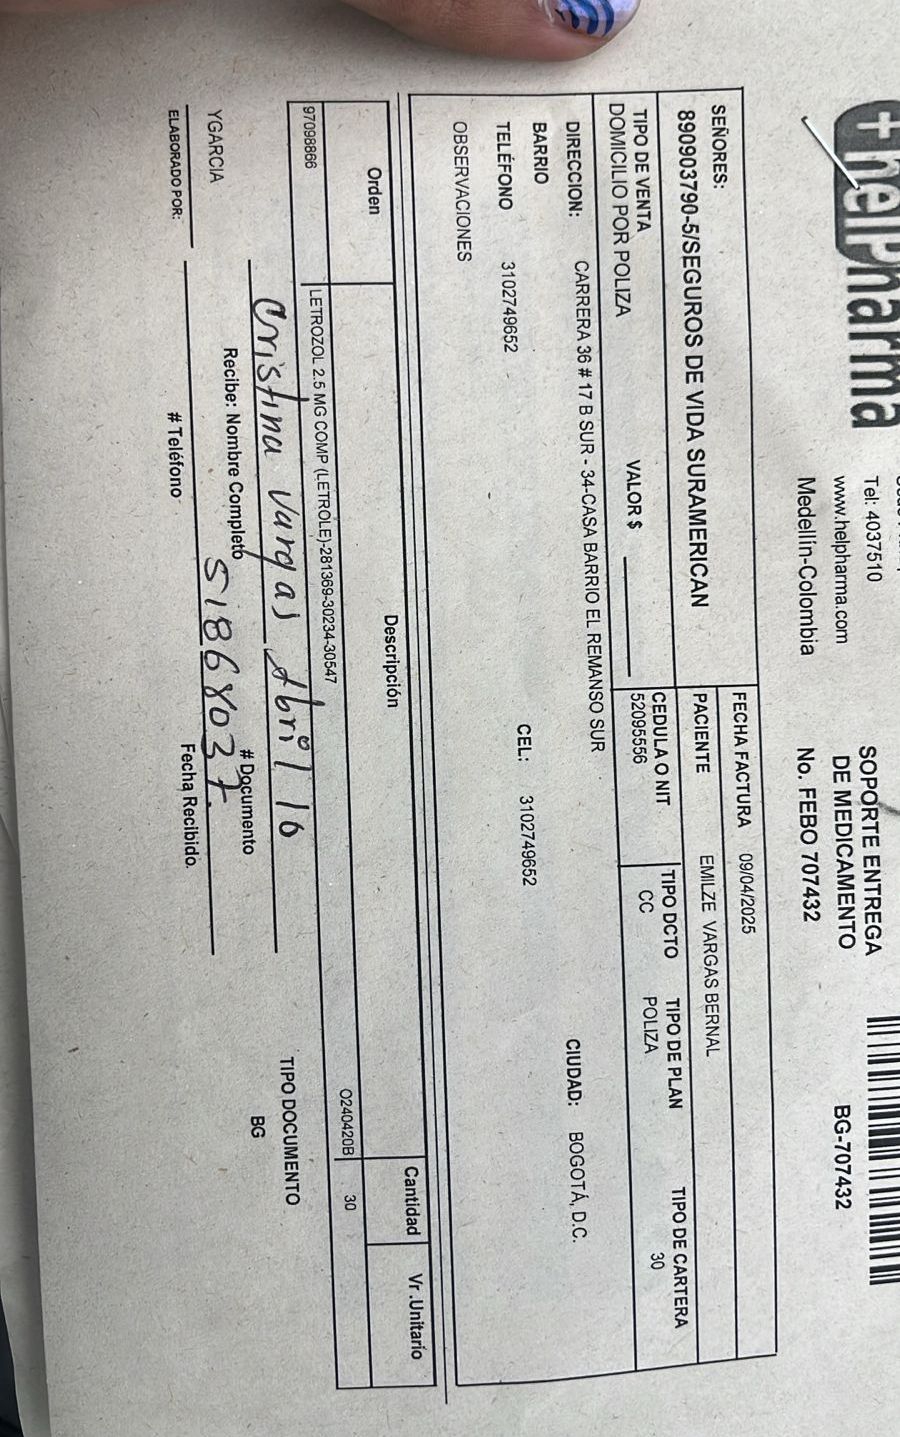 +helPharma
Tel: 4037510
www.helpharma.com
Medellín-Colombia
SOPORTE ENTREGA
DE MEDICAMENTO
No. FEBO 707432
BG-707432
SEÑORES:
890903790-5/SEGUROS DE VIDA SURAMERICAN
FECHA FACTURA 09/04/2025
PACIENTE EMILZE VARGAS BERNAL
TIPO DE VENTA
DOMICILIO POR POLIZA
VALOR $
CEDULA O NIT
52095556
TIPO DCTO
CC
TIPO DE PLAN
POLIZA
TIPO DE CARTERA
30
DIRECCION: CARRERA 36 # 17 B SUR - 34-CASA BARRIO EL REMANSO SUR
CIUDAD: BOGOTÁ, D.C.
BARRIO
TELÉFONO 3102749652
CEL: 3102749652
OBSERVACIONES
Orden Descripción Cantidad Vr .Unitario
97098866 LETROZOL 2.5 MG COMP (LETROLE)-281369-30234-30547 O240420B 30
Cristina Vargas Abril 10
TIPO DOCUMENTO
BG
YGARCIA
Recibe: Nombre Completo # Documento
51868037
ELABORADO POR: # Teléfono Fecha Recibido.